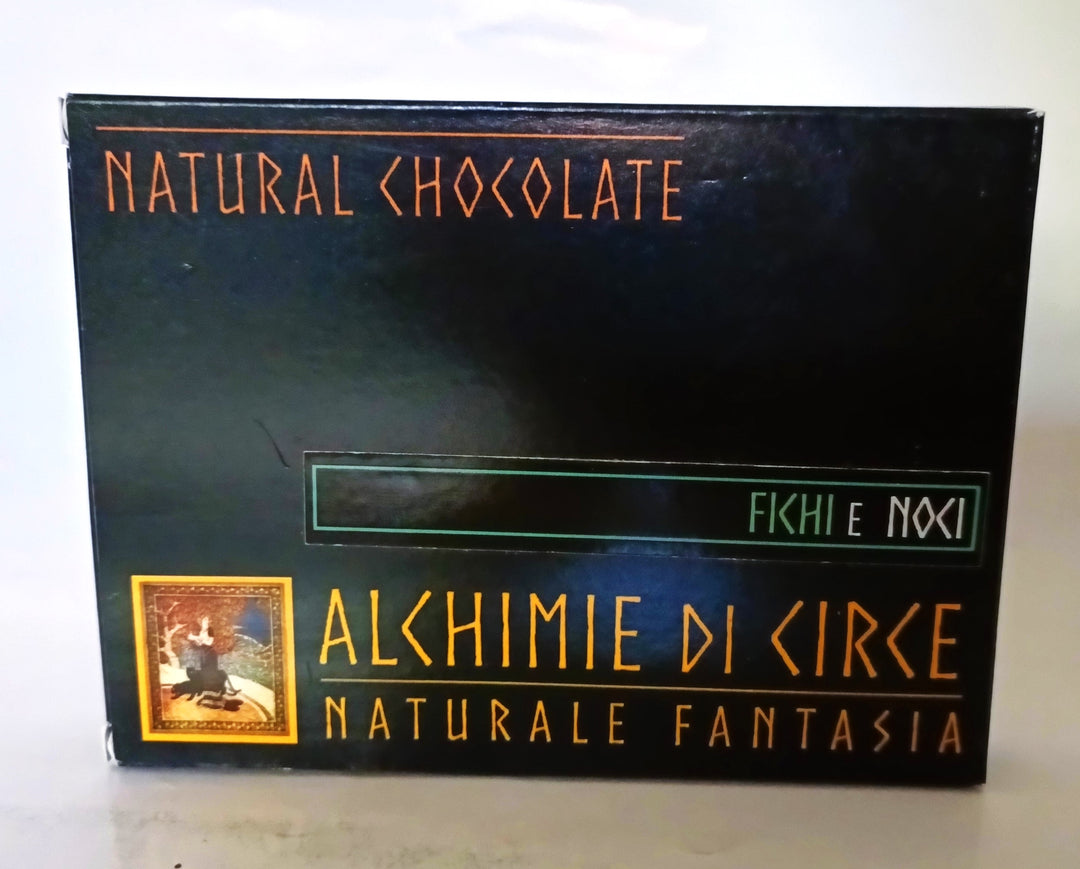 NATURAL CHOCOLATE
FICHI E NOCI
ALCHIMIE DI CIRCE
NATURALE FANTASIA